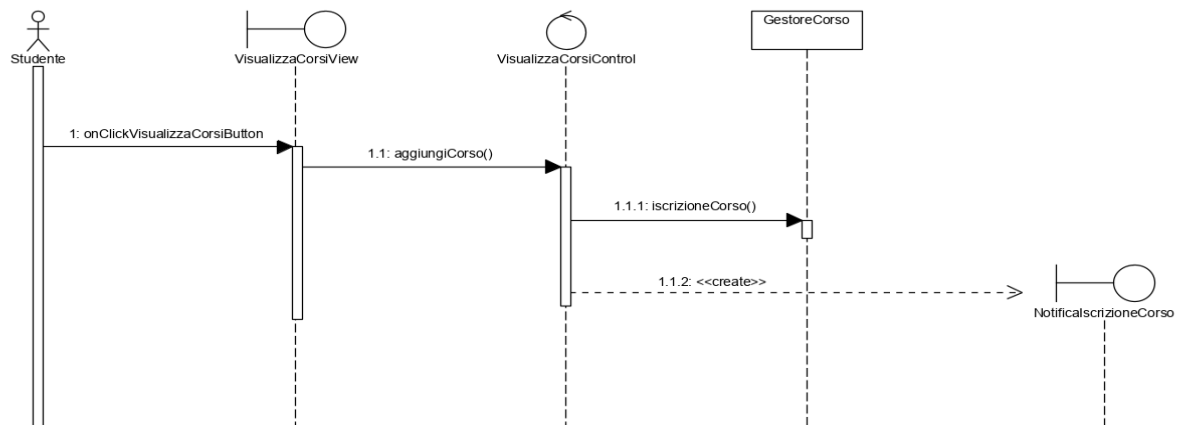 GestoreCorso
Studente
VisualizzaCorsiView
VisualizzaCorsiControl
1: onClickVisualizzaCorsiButton
1.1: aggiungiCorso()
1.1.1: iscrizioneCorso()
1.1.2: <<create>>
NotificaIscrizioneCorso